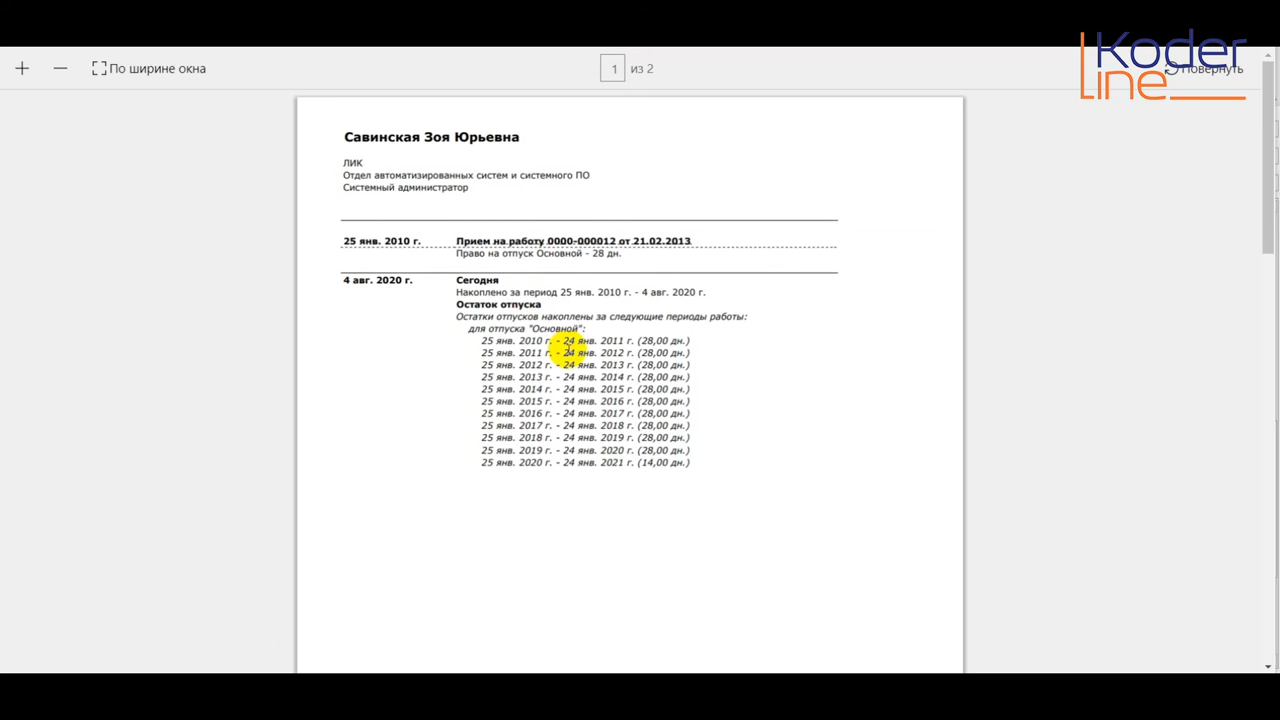 Koder
line
По ширине окна
1 из 2
Повернуть
Савинская Зоя Юрьевна
ЛИК
Отдел автоматизированных систем и системного ПО
Системный администратор
25 янв. 2010 г. Прием на работу 0000-000012 от 21.02.2013
Право на отпуск Основной - 28 дн.
4 авг. 2020 г. Сегодня
Накоплено за период 25 янв. 2010 г. - 4 авг. 2020 г.
Остаток отпуска
Остатки отпусков накоплены за следующие периоды работы:
для отпуска "Основной":
25 янв. 2010 г. - 24 янв. 2011 г. (28,00 дн.)
25 янв. 2011 г. - 24 янв. 2012 г. (28,00 дн.)
25 янв. 2012 г. - 24 янв. 2013 г. (28,00 дн.)
25 янв. 2013 г. - 24 янв. 2014 г. (28,00 дн.)
25 янв. 2014 г. - 24 янв. 2015 г. (28,00 дн.)
25 янв. 2015 г. - 24 янв. 2016 г. (28,00 дн.)
25 янв. 2016 г. - 24 янв. 2017 г. (28,00 дн.)
25 янв. 2017 г. - 24 янв. 2018 г. (28,00 дн.)
25 янв. 2018 г. - 24 янв. 2019 г. (28,00 дн.)
25 янв. 2019 г. - 24 янв. 2020 г. (28,00 дн.)
25 янв. 2020 г. - 24 янв. 2021 г. (14,00 дн.)